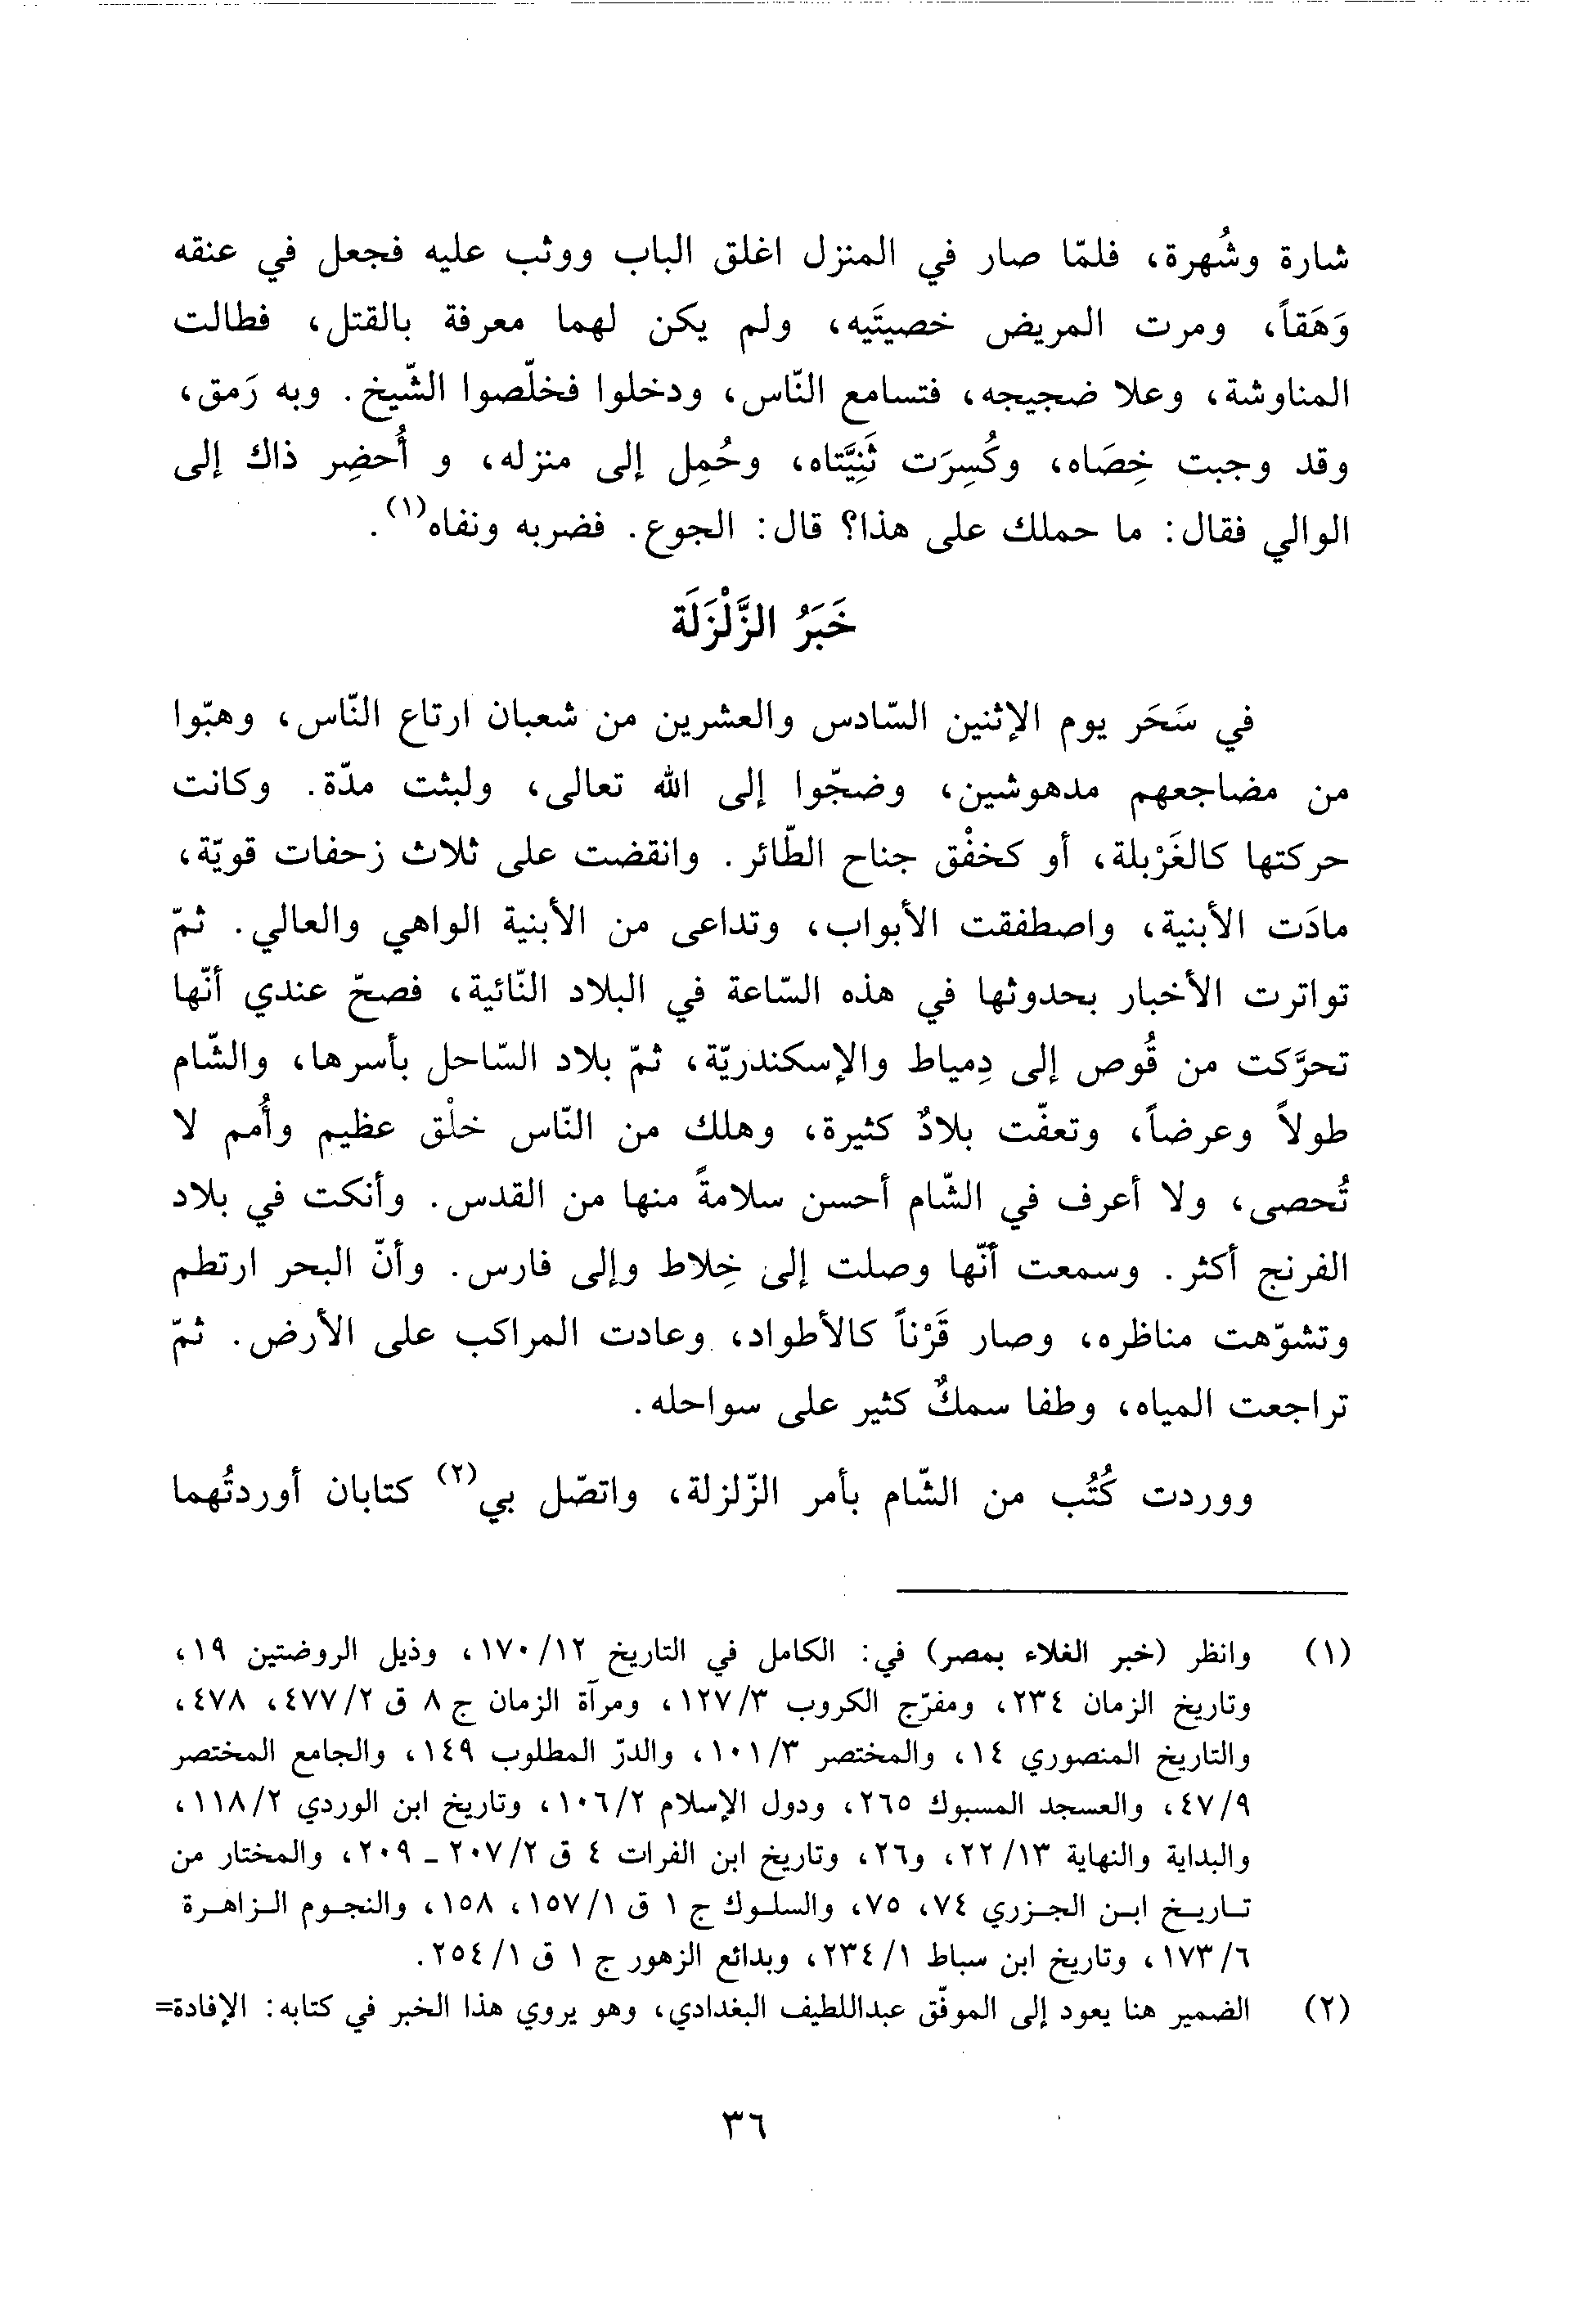 شارة وشُهرة، فلمّا صار في المنزل اغلق الباب ووثب عليه فجعل في عنقه
وَهَقاً، ومرت المريض خصيتَيه، ولم يكن لهما معرفة بالقتل، فطالت
المناوشة، وعلا ضجيجه، فتسامع النّاس، ودخلوا فخلّصوا الشّيخ. وبه رَمق،
وقد وجبت خِصَاه، وكُسِرَت ثَنِيَّتاه، وحُمِل إلى منزله، و أُحضِر ذاك إلى
الوالي فقال: ما حملك على هذا؟ قال: الجوع. فضربه ونفاه(١).
خَبَرُ الزَّلْزَلَة
في سَحَر يوم الإثنين السّادس والعشرين من شعبان ارتاع النّاس، وهبّوا
من مضاجعهم مدهوشين، وضجّوا إلى الله تعالى، ولبثت مدّة. وكانت
حركتها كالغَرْبلة، أو كخفْق جناح الطّائر. وانقضت على ثلاث زحفات قويّة،
مادَت الأبنية، واصطفقت الأبواب، وتداعى من الأبنية الواهي والعالي. ثمّ
تواترت الأخبار بحدوثها في هذه السّاعة في البلاد النّائية، فصحّ عندي أنّها
تحرَّكت من قُوص إلى دِمياط والإسكندريّة، ثمّ بلاد السّاحل بأسرها، والشّام
طولاً وعرضاً، وتعفّت بلادٌ كثيرة، وهلك من النّاس خلْق عظيم وأُمم لا
تُحصى، ولا أعرف في الشّام أحسن سلامةً منها من القدس. وأنكت في بلاد
الفرنج أكثر. وسمعت أنّها وصلت إلى خِلاط وإلى فارس. وأنّ البحر ارتطم
وتشوّهت مناظره، وصار قَرْناً كالأطواد، وعادت المراكب على الأرض. ثمّ
تراجعت المياه، وطفا سمكٌ كثير على سواحله.
ووردت كُتُب من الشّام بأمر الزّلزلة، واتصّل بي(٢) كتابان أوردتُهما
(١) وانظر (خبر الغلاء بمصر) في: الكامل في التاريخ ١٢/ ١٧٠، وذيل الروضتين ١٩،
وتاريخ الزمان ٢٣٤، ومفرّج الكروب ٣/ ١٢٧، ومرآة الزمان ج ٨ ق ٢/ ٤٧٧، ٤٧٨،
والتاريخ المنصوري ١٤، والمختصر ٣/ ١٠١، والدرّ المطلوب ١٤٩، والجامع المختصر
٩/ ٤٧، والعسجد المسبوك ٢٦٥، ودول الإسلام ٢/ ١٠٦، وتاريخ ابن الوردي ٢/ ١١٨،
والبداية والنهاية ١٣/ ٢٢، و٢٦، وتاريخ ابن الفرات ٤ ق ٢/ ٢٠٧ ـ ٢٠٩، والمختار من
تـاريـخ ابـن الجـزري ٧٤، ٧٥، والسلـوك ج ١ ق ١/ ١٥٧، ١٥٨، والنجـوم الـزاهـرة
٦/ ١٧٣، وتاريخ ابن سباط ١/ ٢٣٤، وبدائع الزهور ج ١ ق ١/ ٢٥٤.
(٢) الضمير هنا يعود إلى الموفّق عبداللطيف البغدادي، وهو يروي هذا الخبر في كتابه: الإفادة=
٣٦